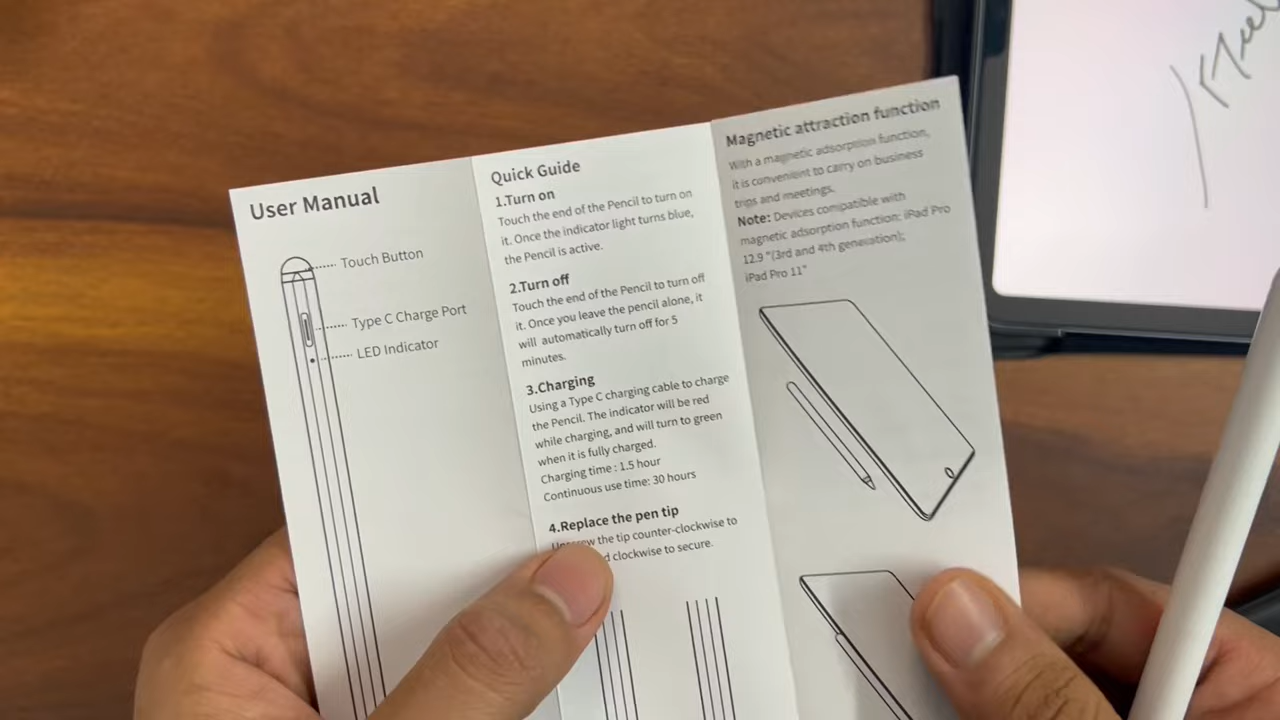 User Manual
Touch Button
Type C Charge Port
LED Indicator
Quick Guide
1.Turn on
Touch the end of the Pencil to turn on
it. Once the indicator light turns blue,
the Pencil is active.
2.Turn off
Touch the end of the Pencil to turn off
it. Once you leave the pencil alone, it
will automatically turn off for 5
minutes.
3.Charging
Using a Type C charging cable to charge
the Pencil. The indicator will be red
while charging, and will turn to green
when it is fully charged.
Charging time : 1.5 hour
Continuous use time: 30 hours
4.Replace the pen tip
the tip counter-clockwise to
clockwise to secure.
Magnetic attraction function
With a magnetic adsorption function,
it is convenient to carry on business
trips and meetings.
Note: Devices compatible with
magnetic adsorption function: iPad Pro
12.9 "(3rd and 4th generation);
iPad Pro 11"